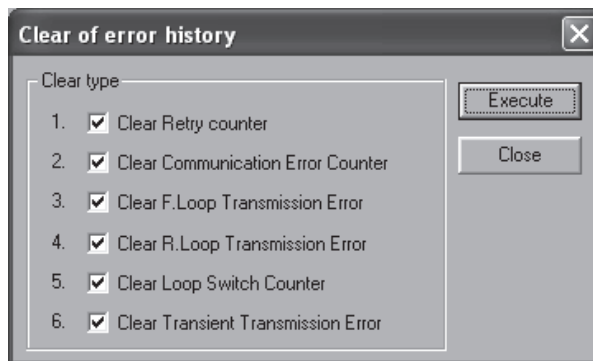 Clear of error history
Clear type
1. Clear Retry counter
2. Clear Communication Error Counter
3. Clear F.Loop Transmission Error
4. Clear R.Loop Transmission Error
5. Clear Loop Switch Counter
6. Clear Transient Transmission Error
Execute
Close